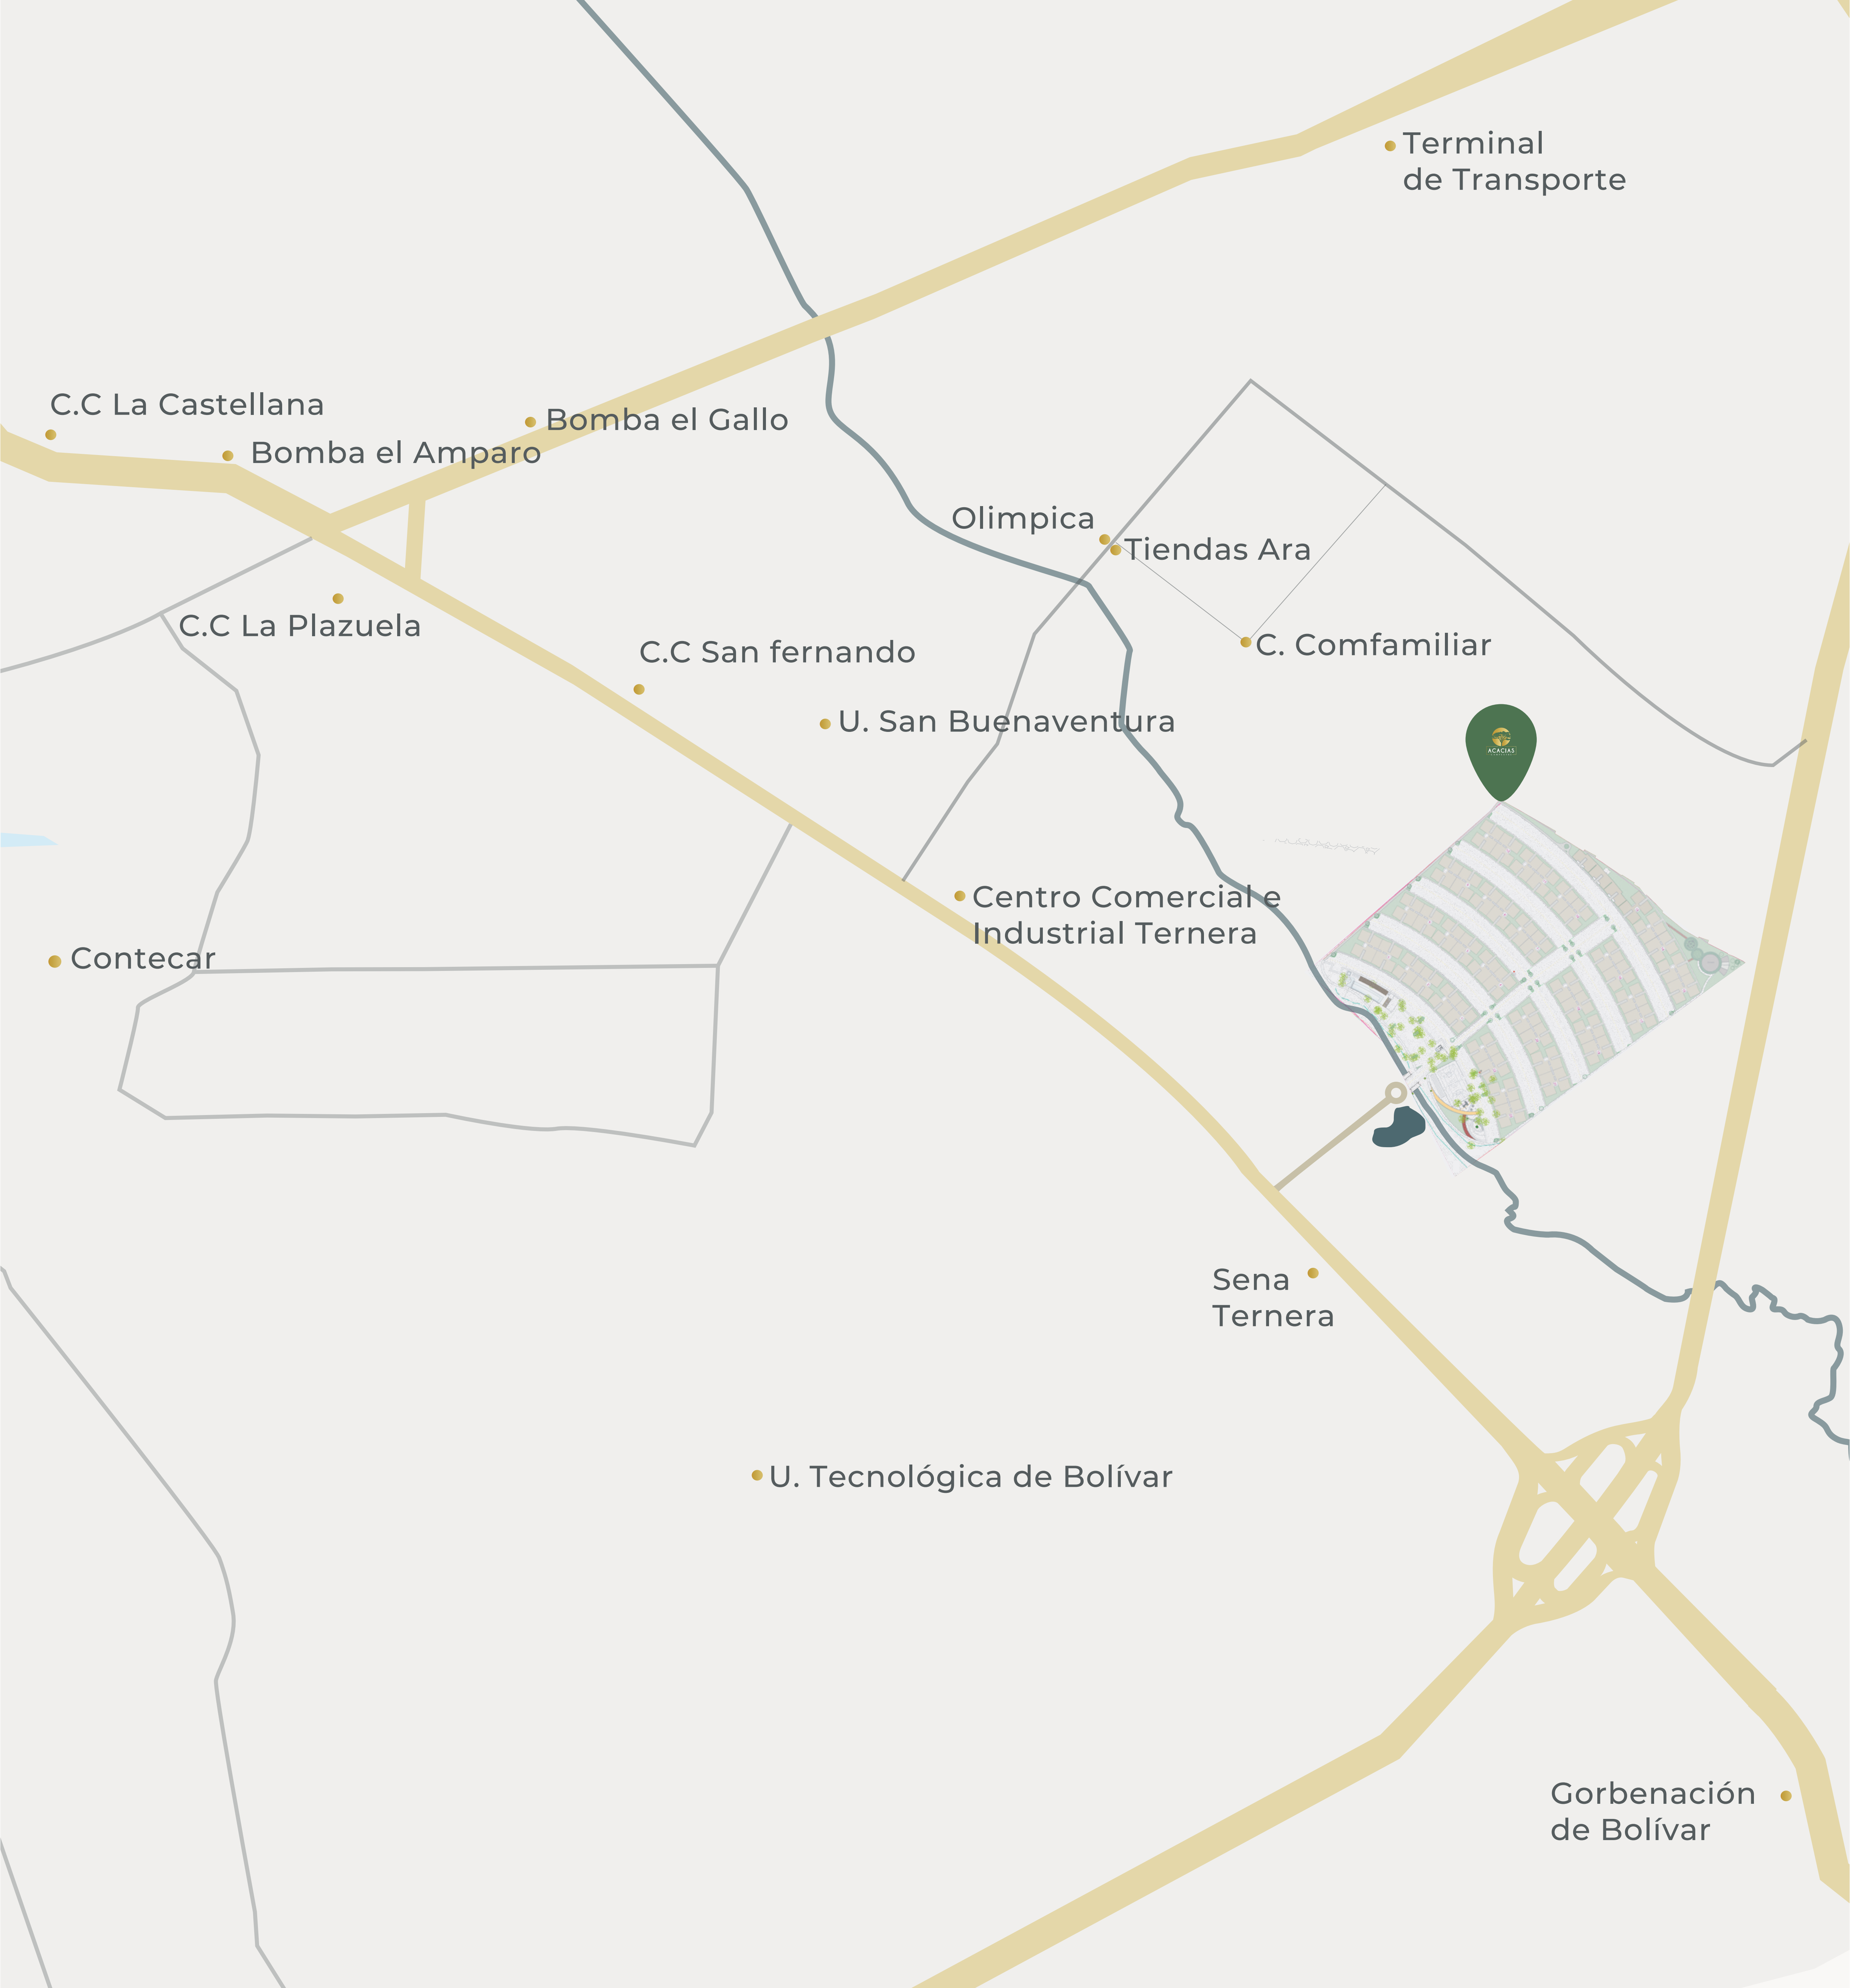 Terminal
de Transporte
C.C La Castellana
Bomba el Gallo
Bomba el Amparo
Olimpica
Tiendas Ara
C.C La Plazuela
C. Comfamiliar
C.C San fernando
U. San Buenaventura
ACACIAS
Centro Comercial e
Industrial Ternera
Contecar
Sena
Ternera
U. Tecnológica de Bolívar
Gorbenación
de Bolívar